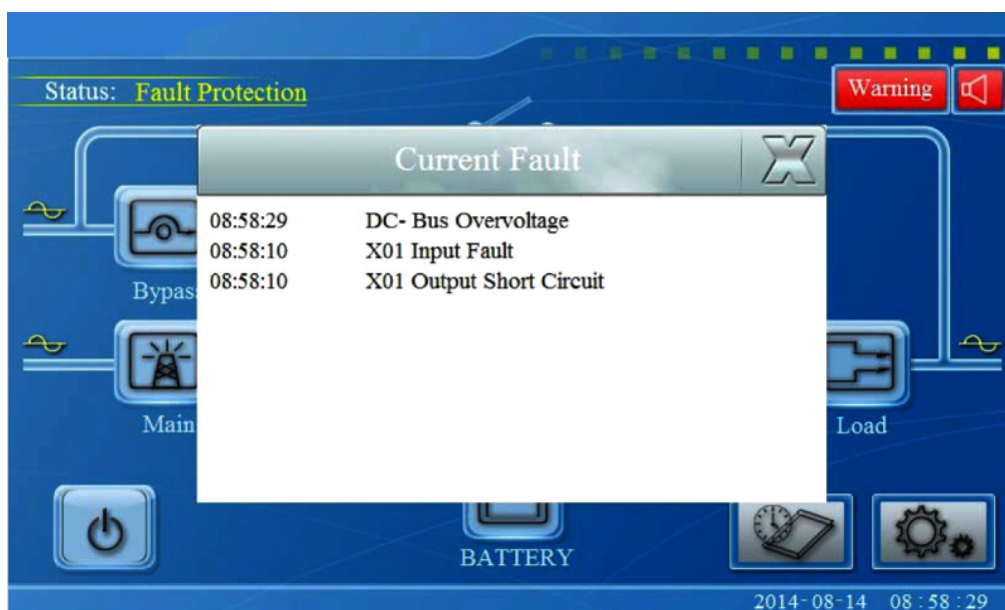 Status: Fault Protection
Warning
Current Fault
08:58:29 DC- Bus Overvoltage
08:58:10 X01 Input Fault
08:58:10 X01 Output Short Circuit
Bypas
Main
Load
BATTERY
2014-08-14 08:58:29